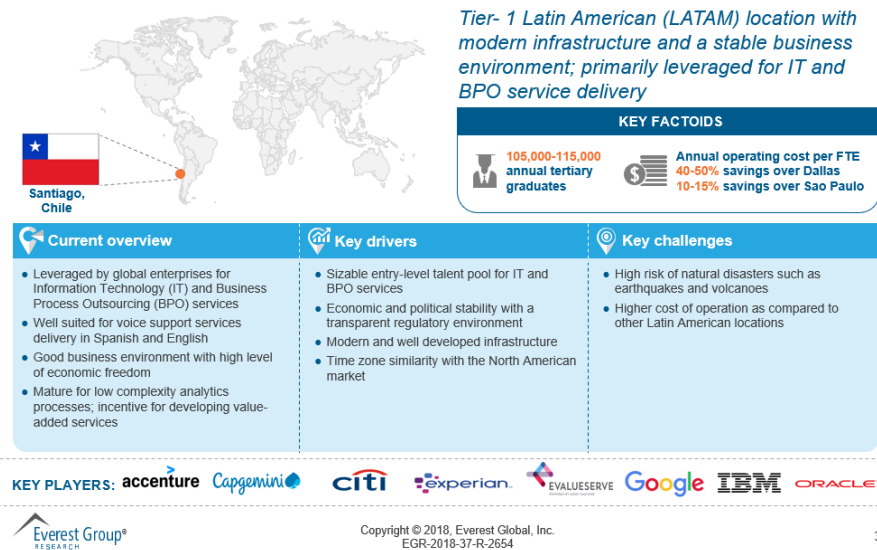 Tier- 1 Latin American (LATAM) location with
modern infrastructure and a stable business
environment; primarily leveraged for IT and
BPO service delivery
KEY FACTOIDS
105,000-115,000
annual tertiary
graduates
Annual operating cost per FTE
40-50% savings over Dallas
10-15% savings over Sao Paulo
Santiago,
Chile
Current overview
● Leveraged by global enterprises for
Information Technology (IT) and Business
Process Outsourcing (BPO) services
● Well suited for voice support services
delivery in Spanish and English
● Good business environment with high level
of economic freedom
● Mature for low complexity analytics
processes; incentive for developing value-
added services
Key drivers
● Sizable entry-level talent pool for IT and
BPO services
● Economic and political stability with a
transparent regulatory environment
● Modern and well developed infrastructure
● Time zone similarity with the North American
market
Key challenges
● High risk of natural disasters such as
earthquakes and volcanoes
● Higher cost of operation as compared to
other Latin American locations
KEY PLAYERS: accenture Capgemini citi experian EVALUESERVE Google IBM ORACLE
Everest Group®
RESEARCH
Copyright © 2018, Everest Global, Inc.
EGR-2018-37-R-2654